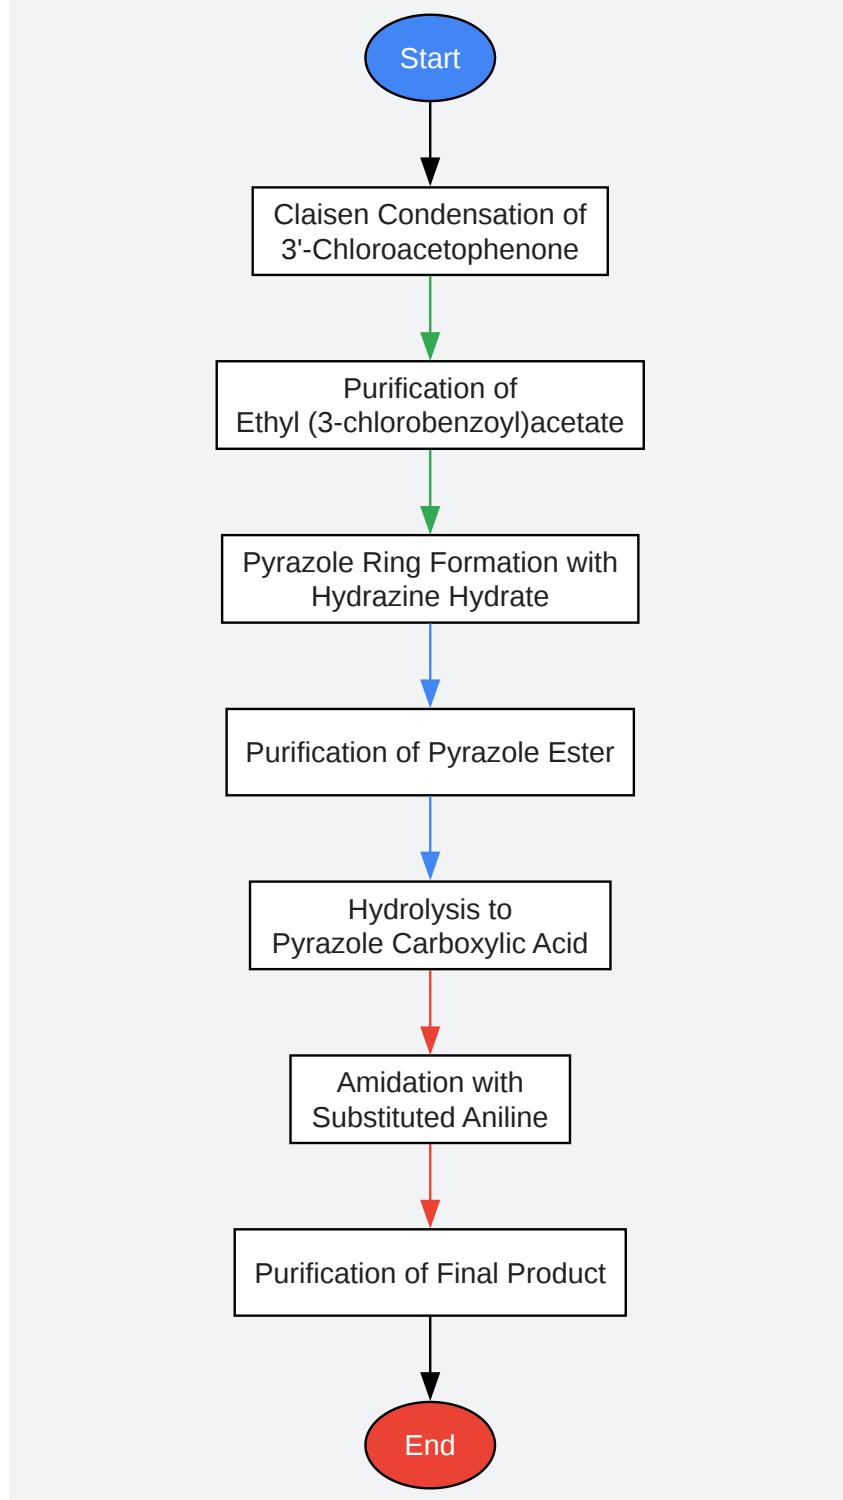 Start
Claisen Condensation of
3'-Chloroacetophenone
Purification of
Ethyl (3-chlorobenzoyl)acetate
Pyrazole Ring Formation with
Hydrazine Hydrate
Purification of Pyrazole Ester
Hydrolysis to
Pyrazole Carboxylic Acid
Amidation with
Substituted Aniline
Purification of Final Product
End